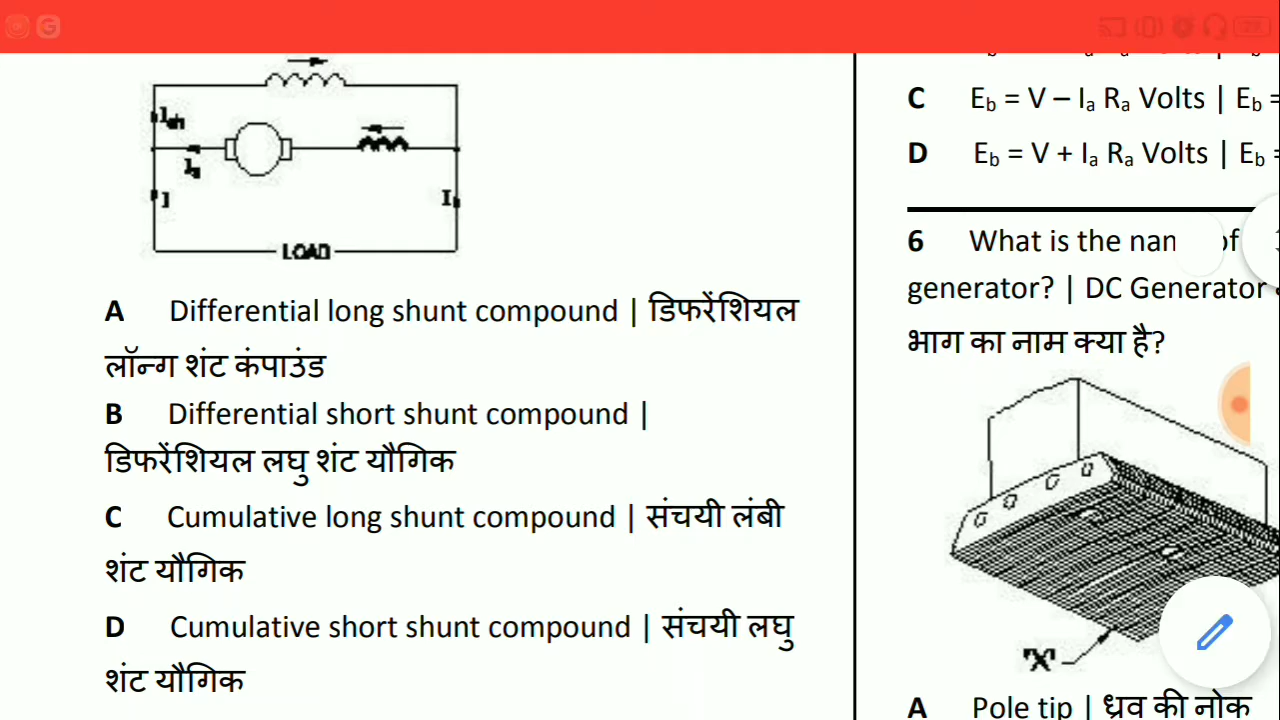 Ish
Ia
I
I
LOAD
A Differential long shunt compound | डिफरेंशियल
लॉन्ग शंट कंपाउंड
B Differential short shunt compound |
डिफरेंशियल लघु शंट यौगिक
C Cumulative long shunt compound | संचयी लंबी
शंट यौगिक
D Cumulative short shunt compound | संचयी लघु
शंट यौगिक
C Eb = V – Ia Ra Volts | Eb =
D Eb = V + Ia Ra Volts | Eb =
6 What is the of
generator? | DC Generator
भाग का नाम क्या है?
"X"
A Pole tip | ध्रुव की नोक